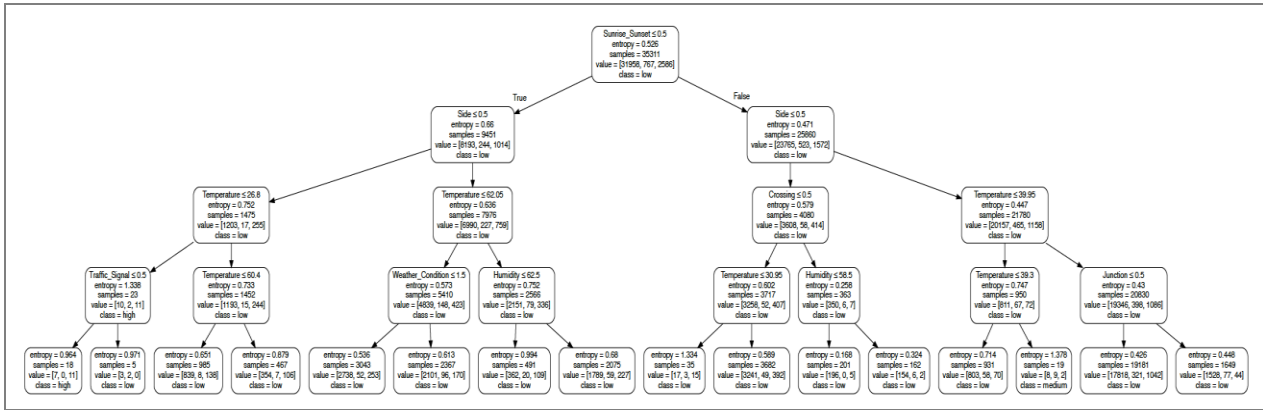 Sunrise_Sunset ≤ 0.5
entropy = 0.526
samples = 35311
value = [31958, 767, 2586]
class = low
True
False
Side ≤ 0.5
entropy = 0.66
samples = 9451
value = [8193, 244, 1014]
class = low
Side ≤ 0.5
entropy = 0.471
samples = 25860
value = [23765, 523, 1572]
class = low
Temperature ≤ 26.8
entropy = 0.752
samples = 1475
value = [1203, 17, 255]
class = low
Temperature ≤ 62.05
entropy = 0.636
samples = 7976
value = [6990, 227, 759]
class = low
Crossing ≤ 0.5
entropy = 0.579
samples = 4080
value = [3608, 58, 414]
class = low
Temperature ≤ 39.95
entropy = 0.447
samples = 21780
value = [20157, 465, 1158]
class = low
Traffic_Signal ≤ 0.5
entropy = 1.336
samples = 23
value = [10, 2, 11]
class = high
Temperature ≤ 60.4
entropy = 0.733
samples = 1452
value = [1193, 15, 244]
class = low
Weather_Condition ≤ 1.5
entropy = 0.573
samples = 5410
value = [4839, 148, 423]
class = low
Humidity ≤ 62.5
entropy = 0.752
samples = 2566
value = [2151, 79, 336]
class = low
Temperature ≤ 30.95
entropy = 0.602
samples = 3717
value = [3258, 52, 407]
class = low
Humidity ≤ 58.5
entropy = 0.258
samples = 363
value = [350, 6, 7]
class = low
Temperature ≤ 39.3
entropy = 0.747
samples = 950
value = [811, 67, 72]
class = low
Junction ≤ 0.5
entropy = 0.43
samples = 20830
value = [19346, 398, 1086]
class = low
entropy = 0.964
samples = 18
value = [7, 0, 11]
class = high
entropy = 0.971
samples = 5
value = [3, 2, 0]
class = low
entropy = 0.651
samples = 985
value = [839, 8, 138]
class = low
entropy = 0.879
samples = 467
value = [354, 7, 106]
class = low
entropy = 0.536
samples = 3043
value = [2738, 52, 253]
class = low
entropy = 0.613
samples = 2367
value = [2101, 96, 170]
class = low
entropy = 0.994
samples = 491
value = [362, 20, 109]
class = low
entropy = 0.68
samples = 2075
value = [1789, 59, 227]
class = low
entropy = 1.334
samples = 35
value = [17, 3, 15]
class = low
entropy = 0.589
samples = 3682
value = [3241, 49, 392]
class = low
entropy = 0.168
samples = 201
value = [196, 0, 5]
class = low
entropy = 0.324
samples = 162
value = [154, 6, 2]
class = low
entropy = 0.714
samples = 931
value = [803, 58, 70]
class = low
entropy = 1.378
samples = 19
value = [8, 9, 2]
class = medium
entropy = 0.426
samples = 19181
value = [17818, 321, 1042]
class = low
entropy = 0.448
samples = 1649
value = [1528, 77, 44]
class = low